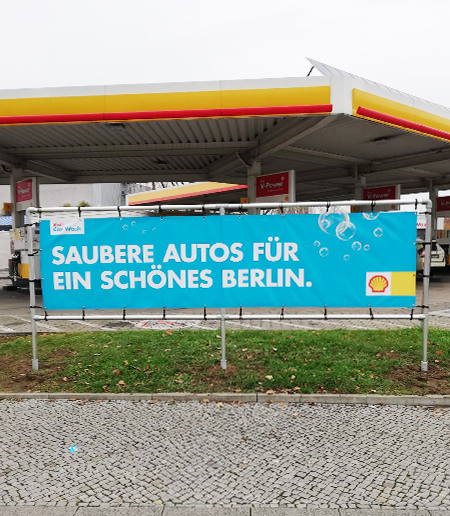 V-Power
Car Wash
SAUBERE AUTOS FÜR
EIN SCHÖNES BERLIN.